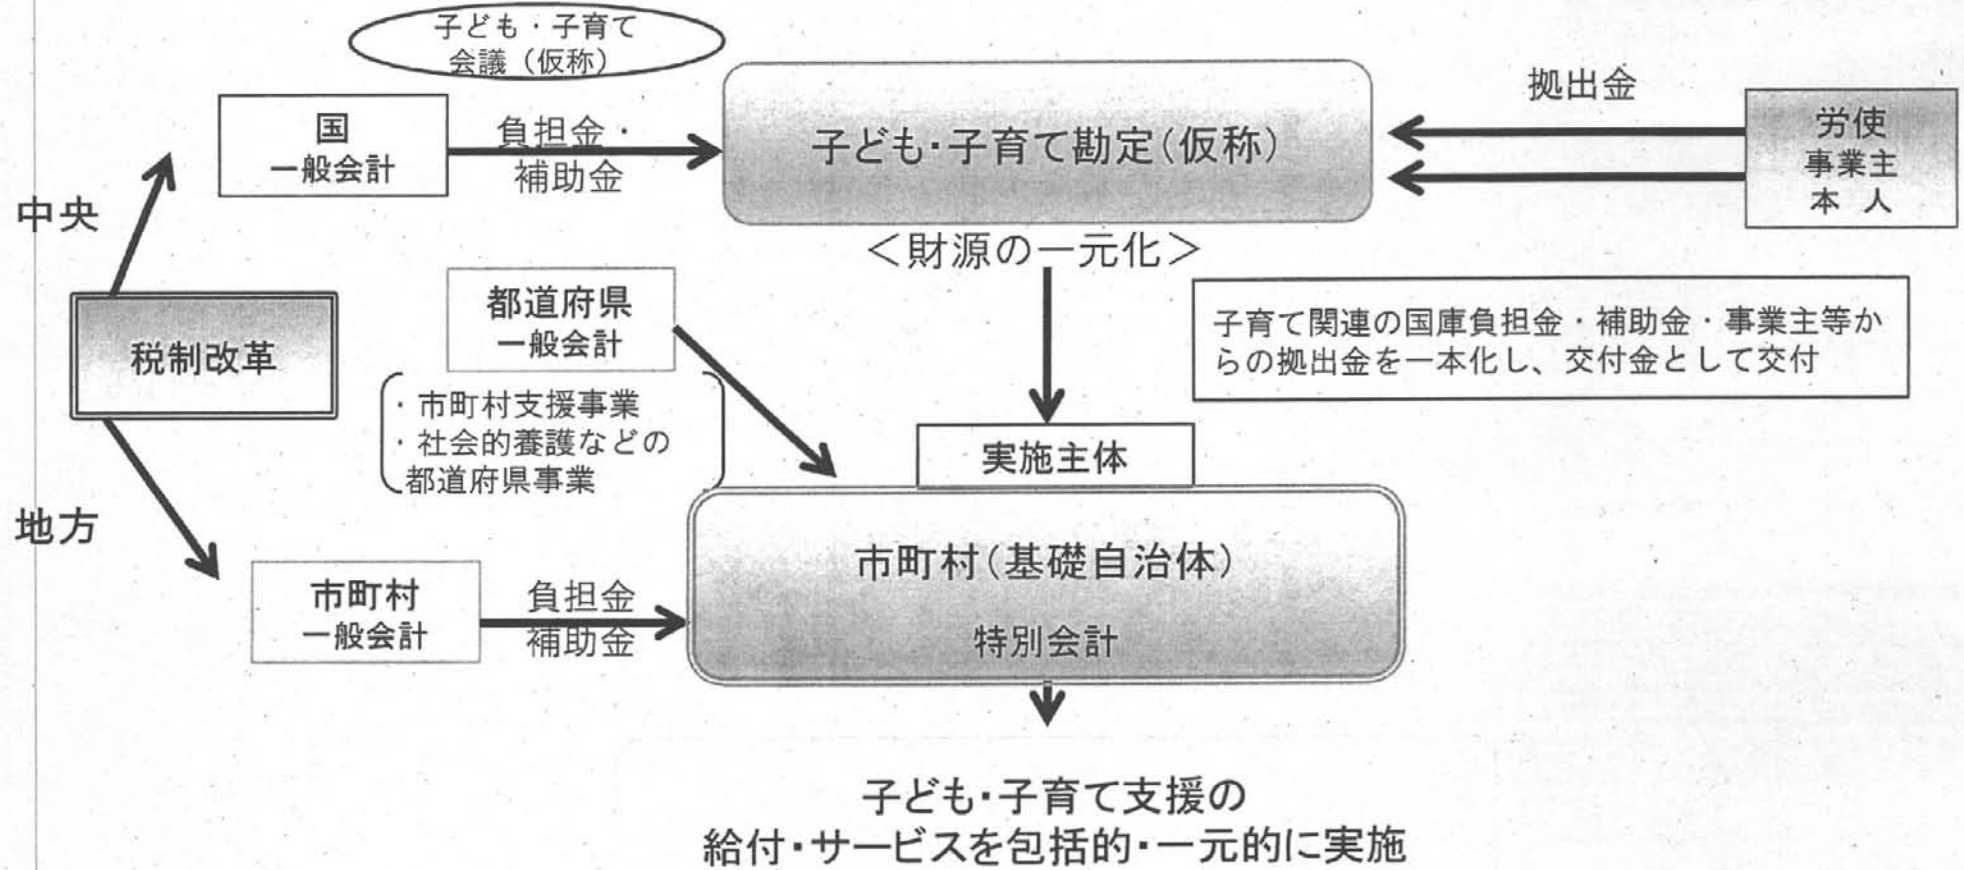 子ども・子育て
会議（仮称）
国
一般会計
負担金・
補助金
子ども・子育て勘定（仮称）
拠出金
労使
事業主
本 人
中央
＜財源の一元化＞
税制改革
都道府県
一般会計
・市町村支援事業
・社会的養護などの
都道府県事業
子育て関連の国庫負担金・補助金・事業主等か
らの拠出金を一本化し、交付金として交付
実施主体
地方
市町村
一般会計
負担金
補助金
市町村（基礎自治体）
特別会計
子ども・子育て支援の
給付・サービスを包括的・一元的に実施